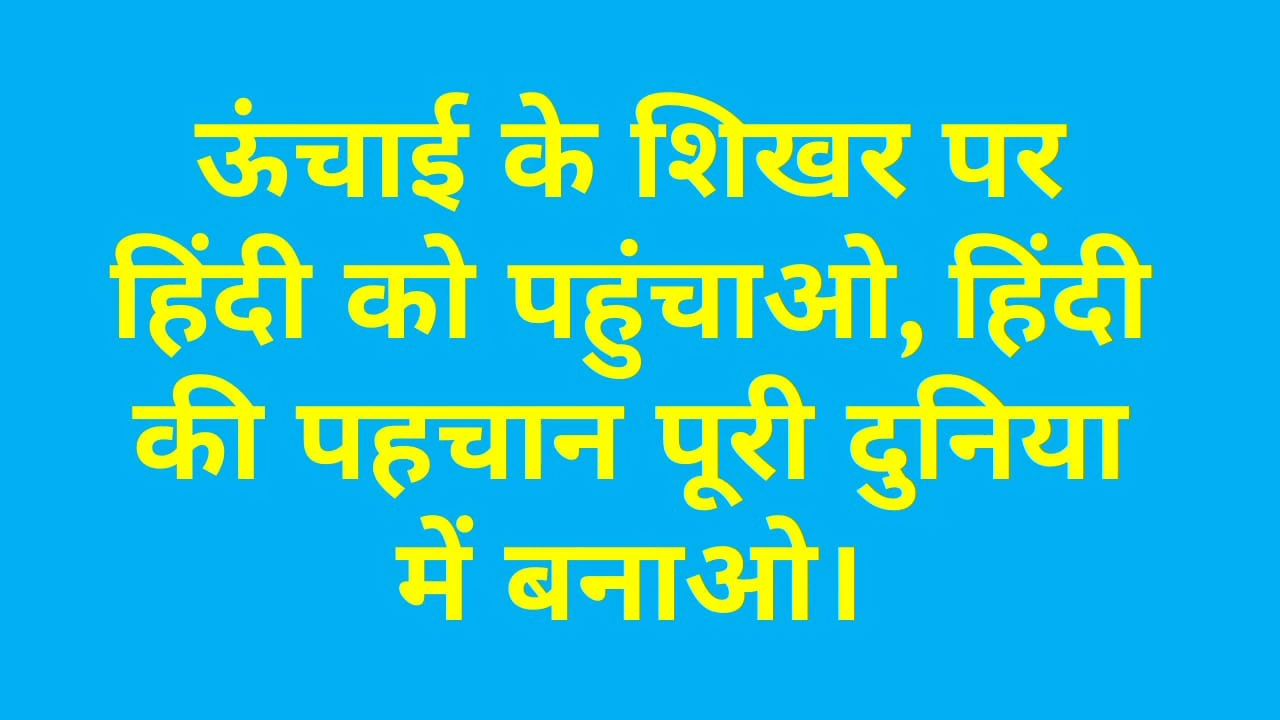 ऊंचाई के शिखर पर
हिंदी को पहुंचाओ, हिंदी
की पहचान पूरी दुनिया
में बनाओ।